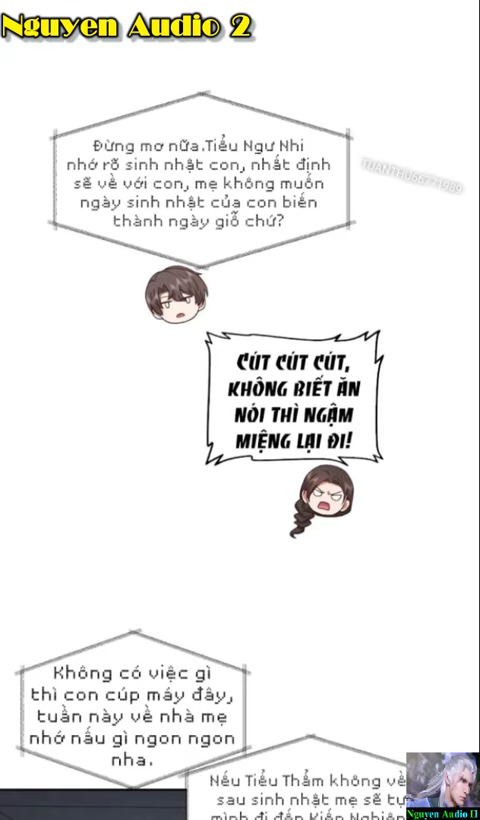 Nguyen Audio 2
Đừng mơ nữa.Tiểu Ngư Nhi
nhớ rõ sinh nhật con, nhất định
sẽ về với con, mẹ không muốn
ngày sinh nhật của con biến
thành ngày giỗ chứ?
TUANTHU66771989
CÚT CÚT CÚT,
KHÔNG BIẾT ĂN
NÓI THÌ NGẬM
MIỆNG LẠI ĐI!
Không có việc gì
thì con cúp máy đây,
tuần này về nhà mẹ
nhớ nấu gì ngon ngon
nha.
Nếu Tiểu Thẩm không về
sau sinh nhật mẹ sẽ tự
mình đi đến Kiến Nghiên
Nguyen Audio II